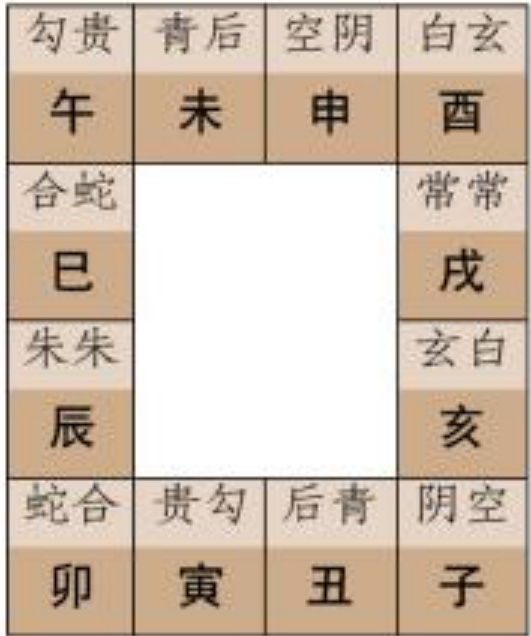 勾贵 青后 空阴 白玄
午 未 申 酉
合蛇 常常
巳 戌
朱朱 玄白
辰 亥
蛇合 贵勾 后青 阴空
卯 寅 丑 子